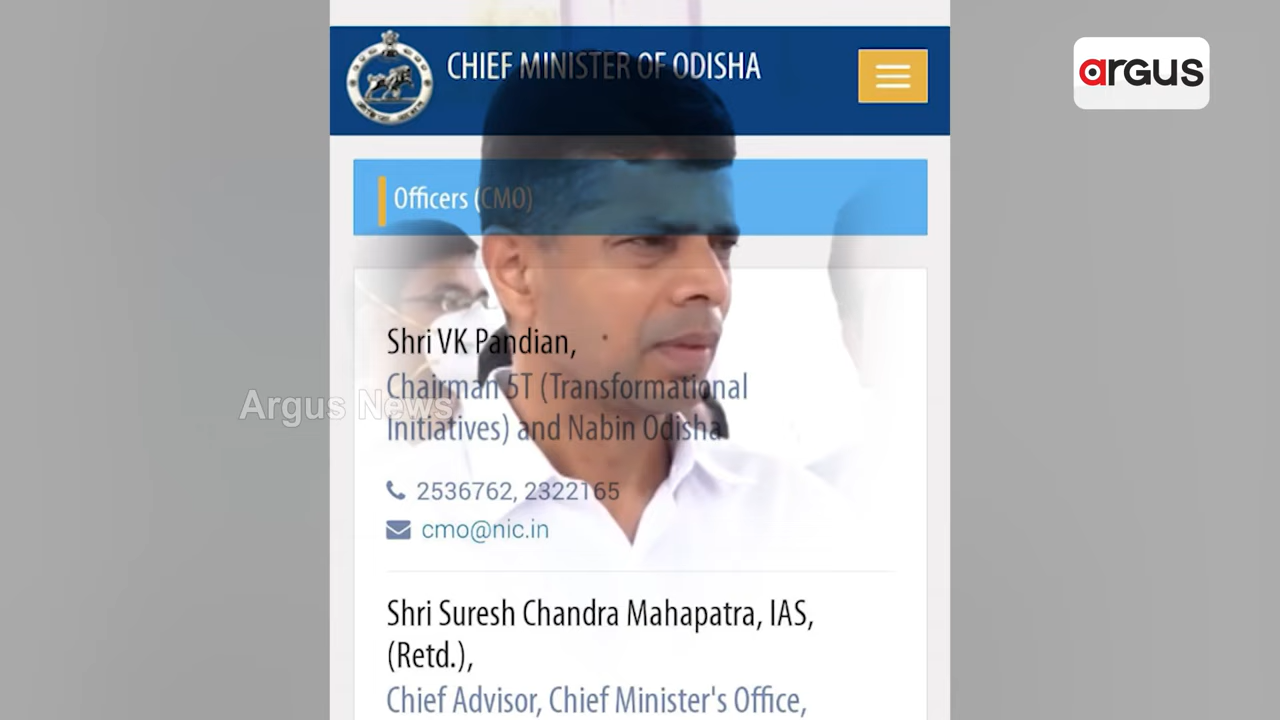 CHIEF MINISTER OF ODISHA
argus
Officers (CMO)
Shri VK Pandian,
Chairman 5T (Transformational
Initiatives) and Nabin Odisha
Argus News
2536762, 2322165
cmo@nic.in
Shri Suresh Chandra Mahapatra, IAS,
(Retd.),
Chief Advisor, Chief Minister's Office,